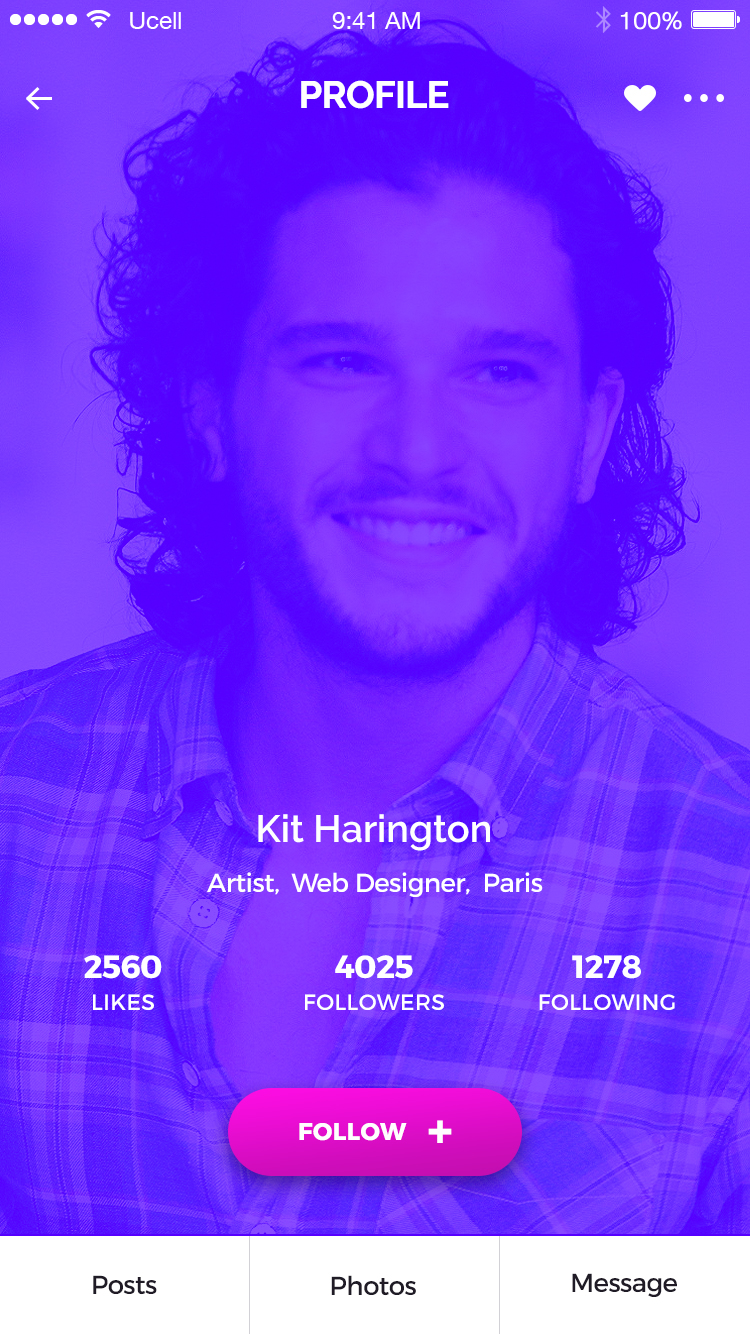 Ucell 9:41 AM 100%
PROFILE
Kit Harington
Artist, Web Designer, Paris
2560 4025 1278
LIKES FOLLOWERS FOLLOWING
FOLLOW +
Posts Photos Message